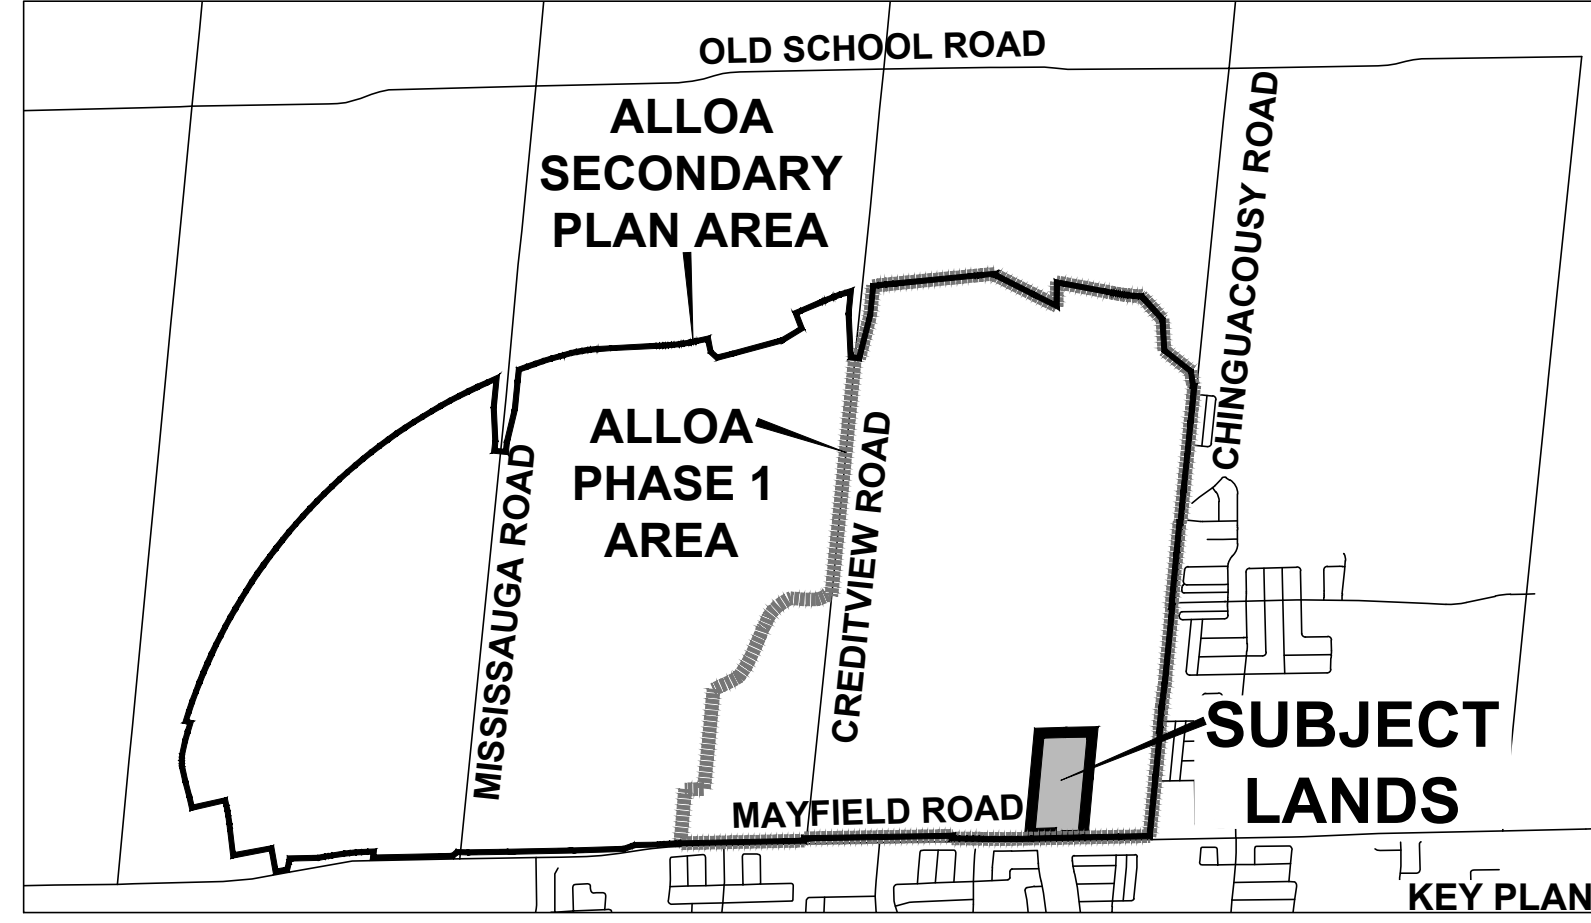 OLD SCHOOL ROAD
ALLOA
SECONDARY
PLAN AREA
CHINGUACOUSY ROAD
ALLOA
PHASE 1
AREA
MISSISSAUGA ROAD
CREDITVIEW ROAD
SUBJECT
LANDS
MAYFIELD ROAD
KEY PLAN